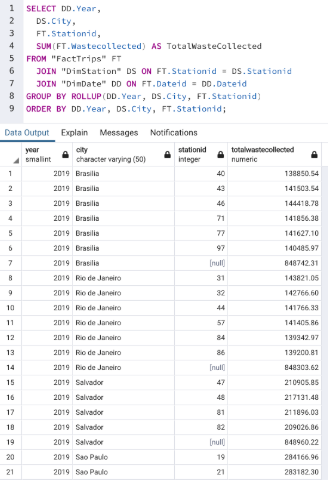 1 SELECT DD.Year,
2 DS.City,
3 FT.Stationid,
4 SUM(FT.Wastecollected) AS TotalWasteCollected
5 FROM "FactTrips" FT
6 JOIN "DimStation" DS ON FT.Stationid = DS.Stationid
7 JOIN "DimDate" DD ON FT.Dateid = DD.Dateid
8 GROUP BY ROLLUP(DD.Year, DS.City, FT.Stationid)
9 ORDER BY DD.Year, DS.City, FT.Stationid;
Data Output Explain Messages Notifications
year city stationid totalwastecollected
smallint character varying (50) integer numeric
1 2019 Brasília 40 138850.54
2 2019 Brasília 43 141503.54
3 2019 Brasília 46 144418.78
4 2019 Brasília 71 141856.38
5 2019 Brasília 77 141627.10
6 2019 Brasília 97 140485.97
7 2019 Brasília [null] 848742.31
8 2019 Rio de Janeiro 31 143821.05
9 2019 Rio de Janeiro 32 142766.60
10 2019 Rio de Janeiro 44 141766.33
11 2019 Rio de Janeiro 57 141405.86
12 2019 Rio de Janeiro 84 139342.97
13 2019 Rio de Janeiro 86 139200.81
14 2019 Rio de Janeiro [null] 848303.62
15 2019 Salvador 47 210905.85
16 2019 Salvador 48 217131.48
17 2019 Salvador 81 211896.03
18 2019 Salvador 82 209026.86
19 2019 Salvador [null] 848960.22
20 2019 Sao Paulo 19 284166.96
21 2019 Sao Paulo 21 283182.30